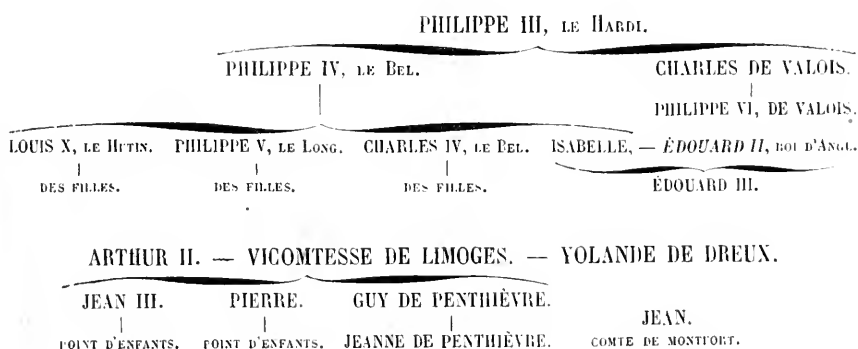 PHILIPPE III, LE HARDI.
PHILIPPE IV, LE BEL. CHARLES DE VALOIS.
PHILIPPE VI, DE VALOIS.
LOUIS X, LE HUTIN. PHILIPPE V, LE LONG. CHARLES IV, LE BEL. ISABELLE, — ÉDOUARD II, ROI D'ANGL.
DES FILLES. DES FILLES. DES FILLES. ÉDOUARD III.
ARTHUR II. — VICOMTESSE DE LIMOGES. — YOLANDE DE DREUX.
JEAN III. PIERRE. GUY DE PENTHIÈVRE.
JEAN.
POINT D'ENFANTS. POINT D'ENFANTS. JEANNE DE PENTHIÈVRE. COMTE DE MONTFORT.